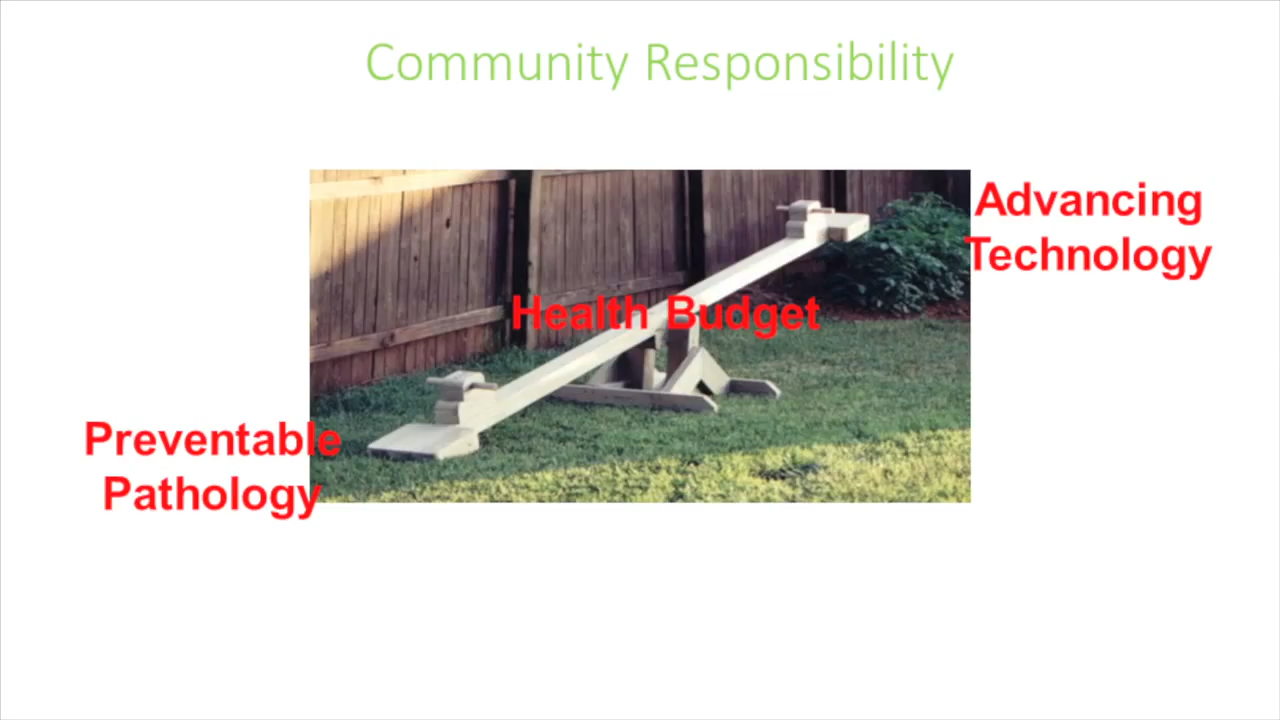 Community Responsibility
Advancing
Technology
Health Budget
Preventable
Pathology